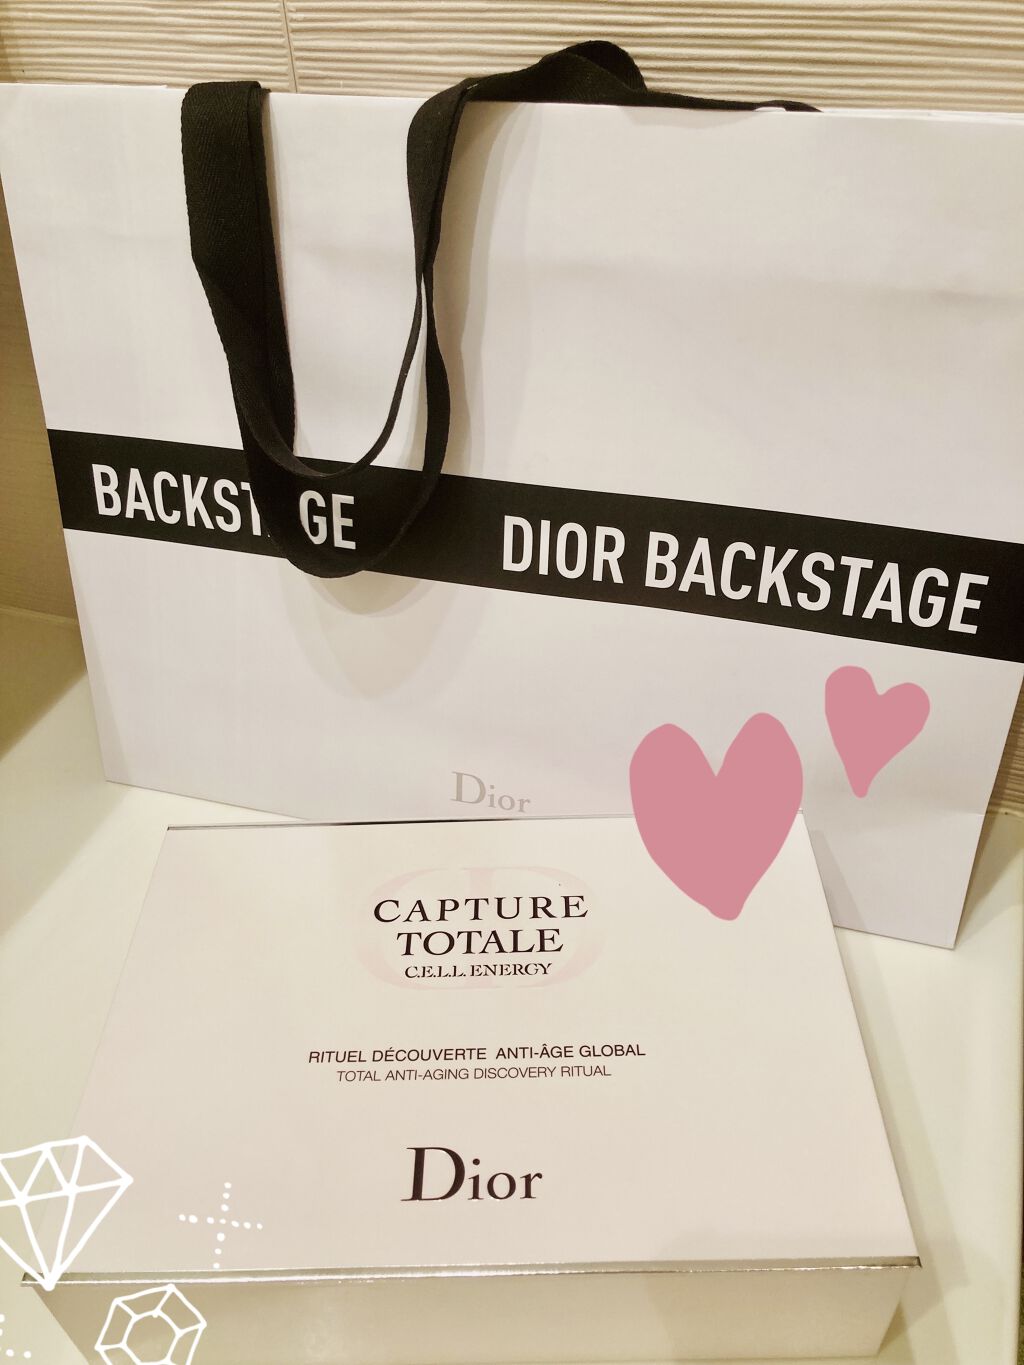 BACKSTAGE DIOR BACKSTAGE
Dior
CAPTURE
TOTALE
C.E.L.L. ENERGY
RITUEL DÉCOUVERTE ANTI-ÂGE GLOBAL
TOTAL ANTI-AGING DISCOVERY RITUAL
Dior